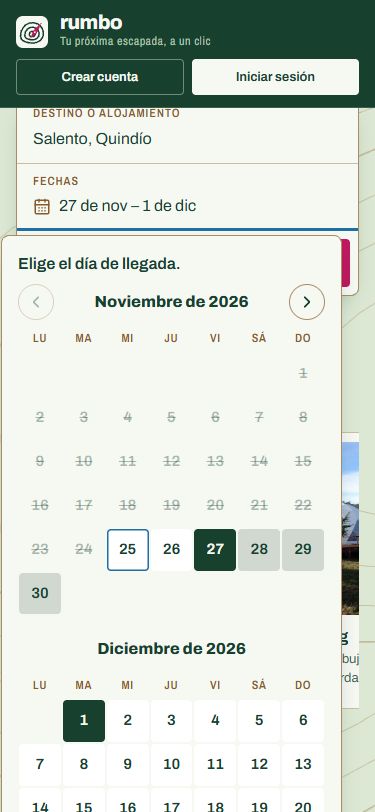 rumbo
Tu próxima escapada, a un clic
Crear cuenta Iniciar sesión
DESTINO O ALOJAMIENTO
Salento, Quindío
FECHAS
27 de nov – 1 de dic
Elige el día de llegada.
Noviembre de 2026
LU MA MI JU VI SÁ DO
1
2 3 4 5 6 7 8
9 10 11 12 13 14 15
16 17 18 19 20 21 22
23 24 25 26 27 28 29
30
Diciembre de 2026
LU MA MI JU VI SÁ DO
1 2 3 4 5 6
7 8 9 10 11 12 13
14 15 16 17 18 19 20